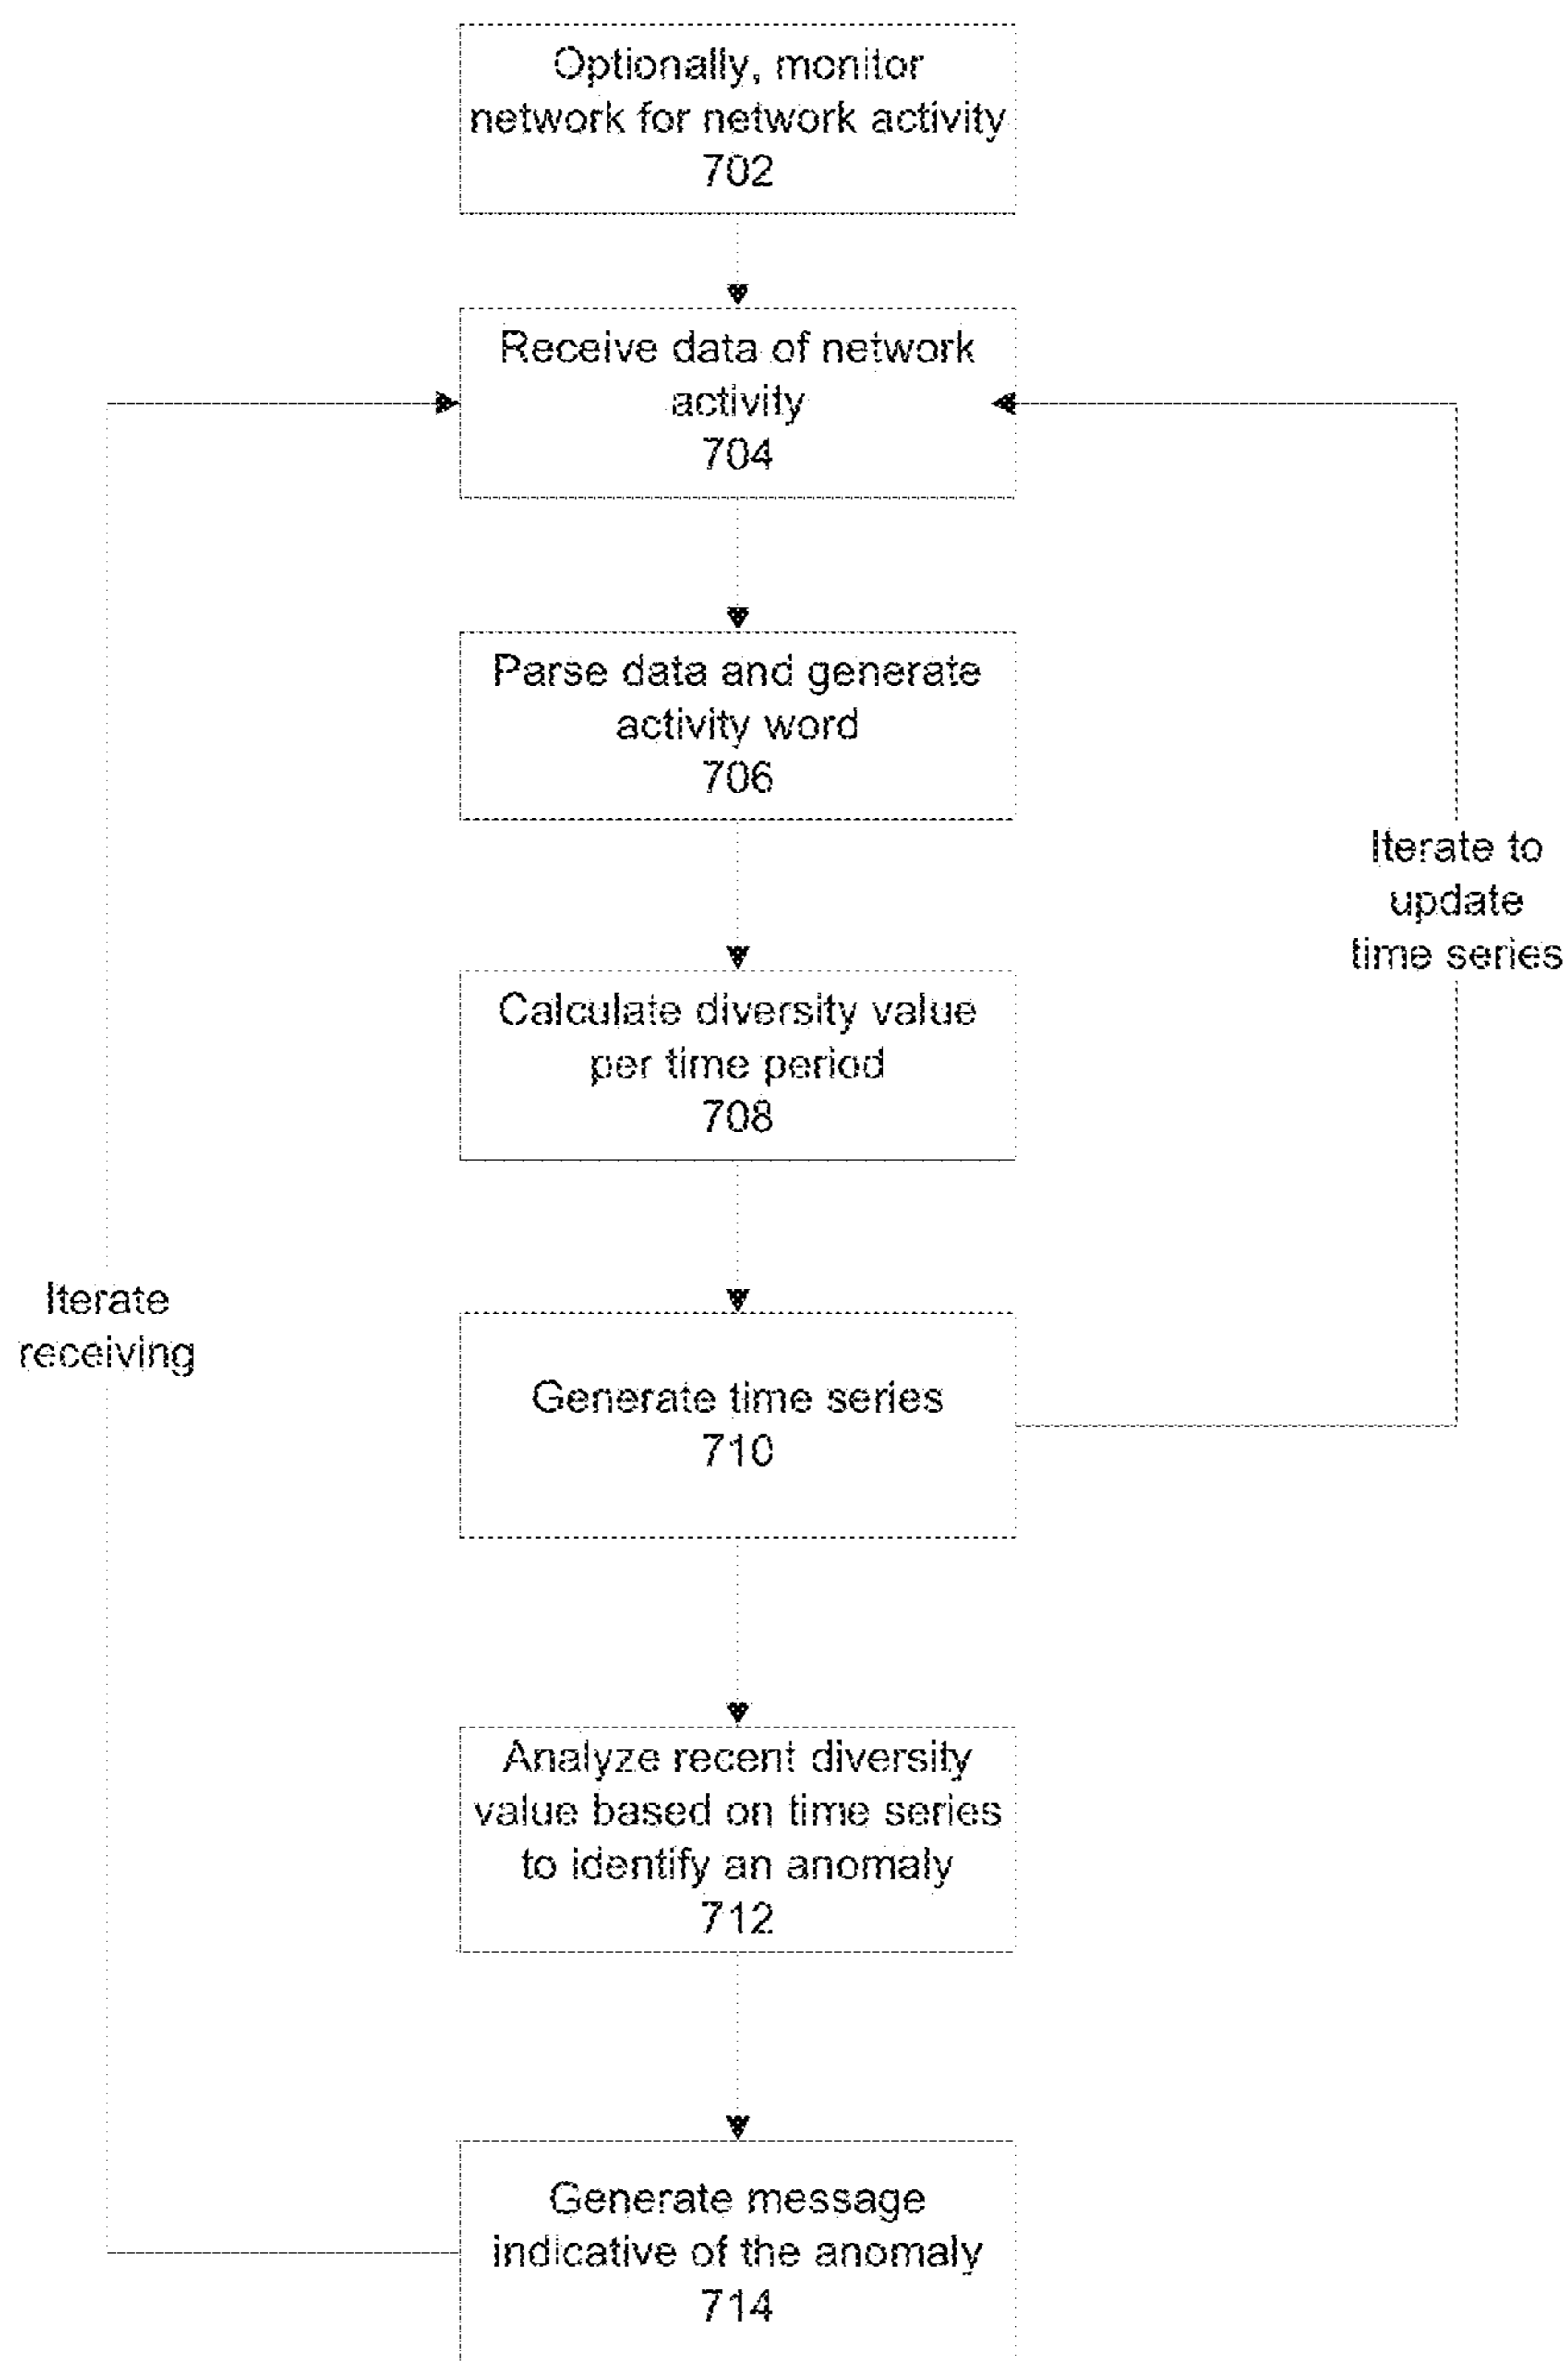 Optionally, monitor
network for network activity
702
Receive data of network
activity
704
Parse data and generate
activity word
706
Iterate to
update
time series
Calculate diversity value
per time period
708
Iterate
receiving
Generate time series
710
Analyze recent diversity
value based on time series
to identify an anomaly
712
Generate message
indicative of the anomaly
714